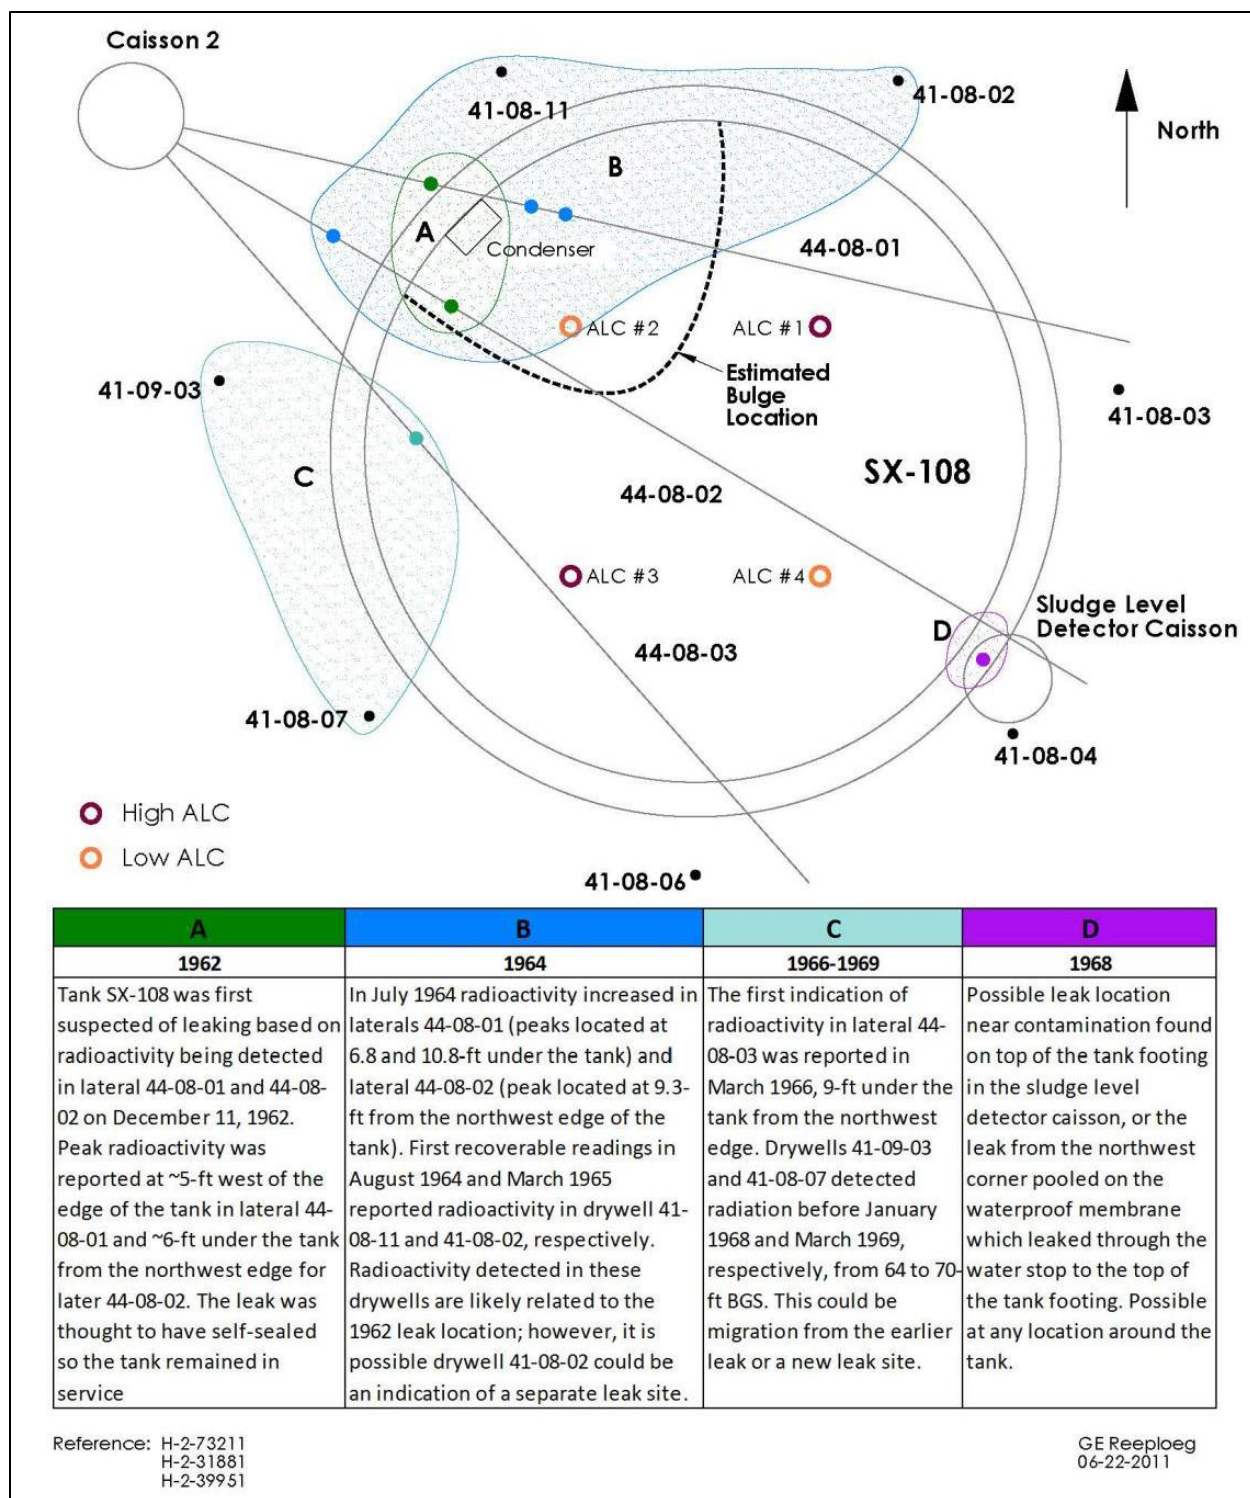 Caisson 2
41-08-11
41-08-02
North
B
A
Condenser
44-08-01
ALC #2
ALC #1
Estimated
Bulge
Location
41-09-03
41-08-03
C
SX-108
44-08-02
ALC #3
ALC #4
Sludge Level
Detector Caisson
D
44-08-03
41-08-07
41-08-04
High ALC
Low ALC
41-08-06
A
1962
Tank SX-108 was first
suspected of leaking based on
radioactivity being detected
in lateral 44-08-01 and 44-08-
02 on December 11, 1962.
Peak radioactivity was
reported at ~5-ft west of the
edge of the tank in lateral 44-
08-01 and ~6-ft under the tank
from the northwest edge for
later 44-08-02. The leak was
thought to have self-sealed
so the tank remained in
service
B
1964
In July 1964 radioactivity increased in
laterals 44-08-01 (peaks located at
6.8 and 10.8-ft under the tank) and
lateral 44-08-02 (peak located at 9.3-
ft from the northwest edge of the
tank). First recoverable readings in
August 1964 and March 1965
reported radioactivity in drywell 41-
08-11 and 41-08-02, respectively.
Radioactivity detected in these
drywells are likely related to the
1962 leak location; however, it is
possible drywell 41-08-02 could be
an indication of a separate leak site.
C
1966-1969
The first indication of
radioactivity in lateral 44-
08-03 was reported in
March 1966, 9-ft under the
tank from the northwest
edge. Drywells 41-09-03
and 41-08-07 detected
radiation before January
1968 and March 1969,
respectively, from 64 to 70-
ft BGS. This could be
migration from the earlier
leak or a new leak site.
D
1968
Possible leak location
near contamination found
on top of the tank footing
in the sludge level
detector caisson, or the
leak from the northwest
corner pooled on the
waterproof membrane
which leaked through the
water stop to the top of
the tank footing. Possible
at any location around the
tank.
Reference: H-2-73211
H-2-31881
H-2-39951
GE Reeploeg
06-22-2011